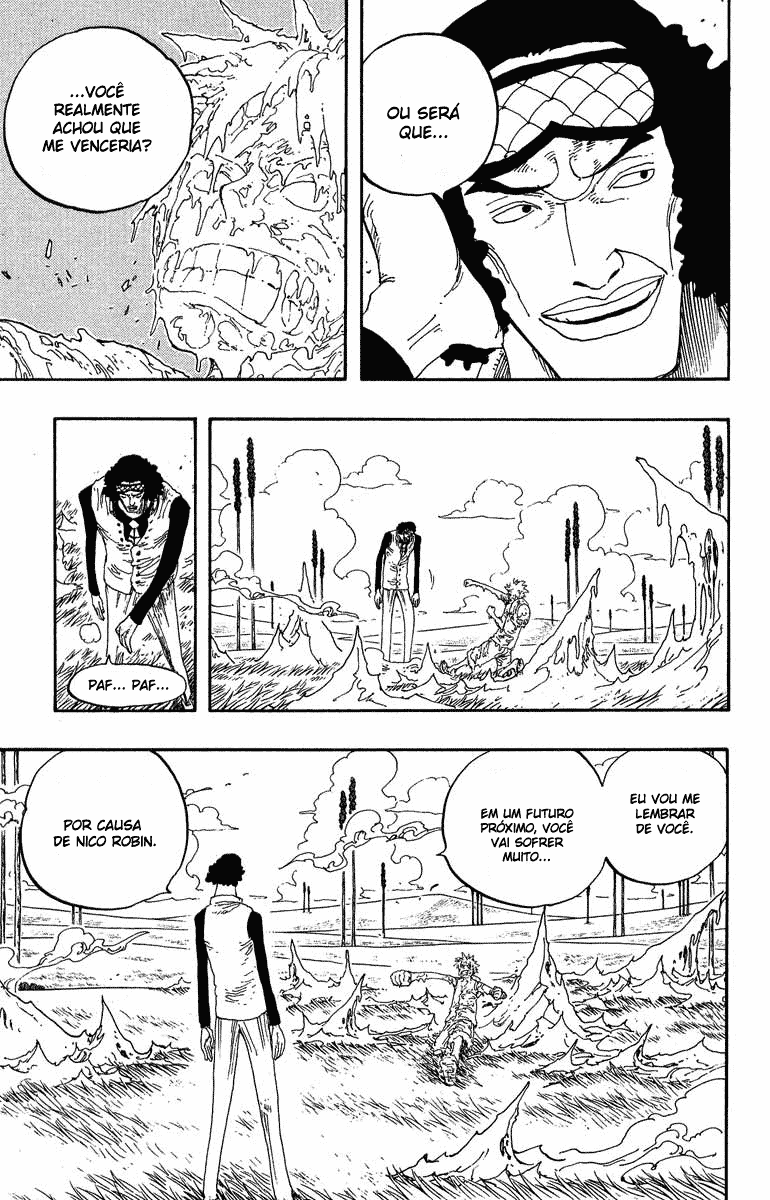 OU SERÁ
QUE...
...VOCÊ
REALMENTE
ACHOU QUE
ME VENCERIA?
PAF... PAF...
EU VOU ME
LEMBRAR
DE VOCÊ.
EM UM FUTURO
PRÓXIMO, VOCÊ
VAI SOFRER
MUITO...
POR CAUSA
DE NICO ROBIN.